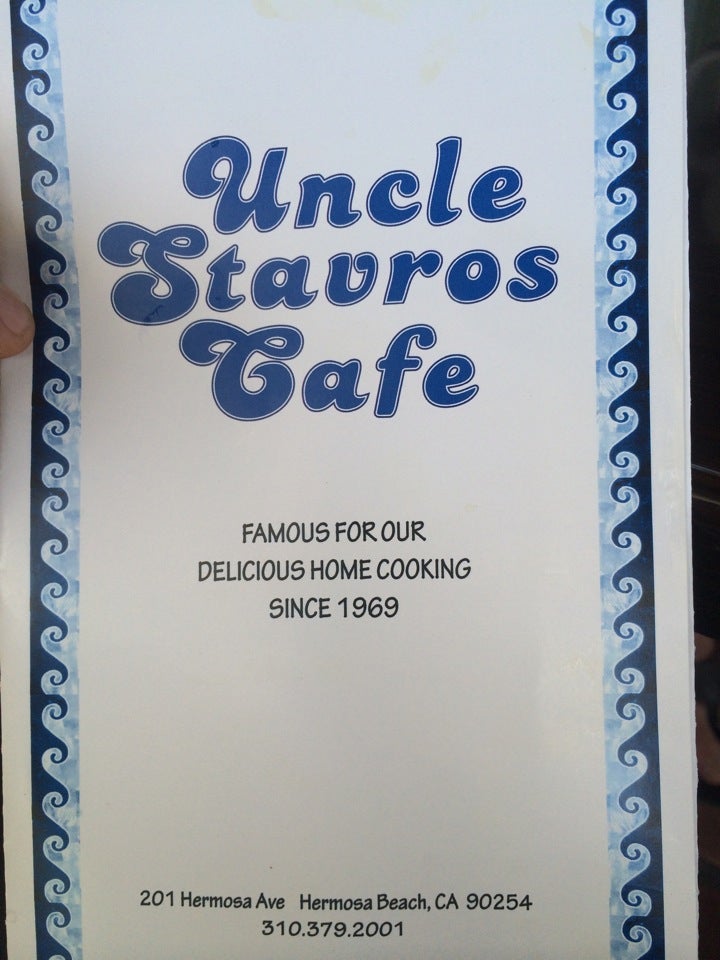 Uncle
Stavros
Cafe
FAMOUS FOR OUR
DELICIOUS HOME COOKING
SINCE 1969
201 Hermosa Ave Hermosa Beach, CA 90254
310.379.2001